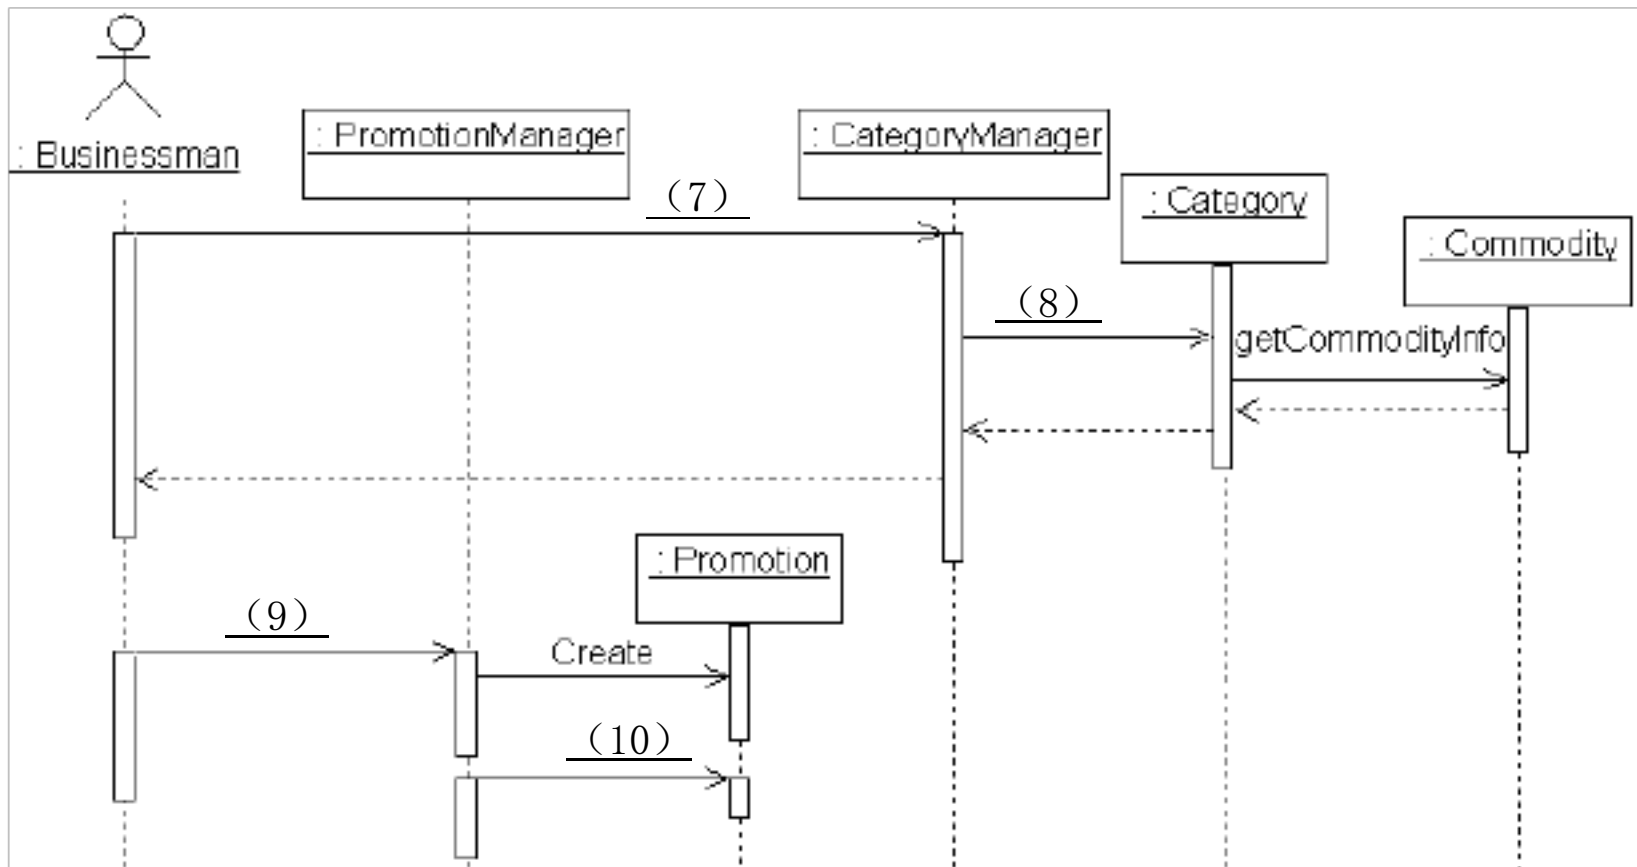 : Businessman
: PromotionManager
: CategoryManager
: Category
: Commodity
（7）
（8）
getCommodityInfo
: Promotion
（9）
Create
（10）